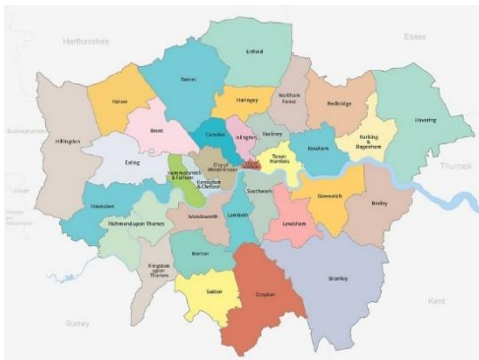 Hertfordshire
Essex
Enfield
Barnet
Harrow
Haringey
Waltham
Forest
Redbridge
Havering
Hillingdon
Brent
Camden
Islington
Hackney
Barking
&
Dagenham
Newham
Tower
Hamlets
Ealing
City of
Westminster
Hammersmith
& Fulham
Kensington
& Chelsea
Thurrock
Hounslow
Southwark
Greenwich
Bexley
Richmond upon Thames
Wandsworth
Lambeth
Lewisham
Merton
Kingston
upon
Thames
Sutton
Croydon
Bromley
Surrey
Kent